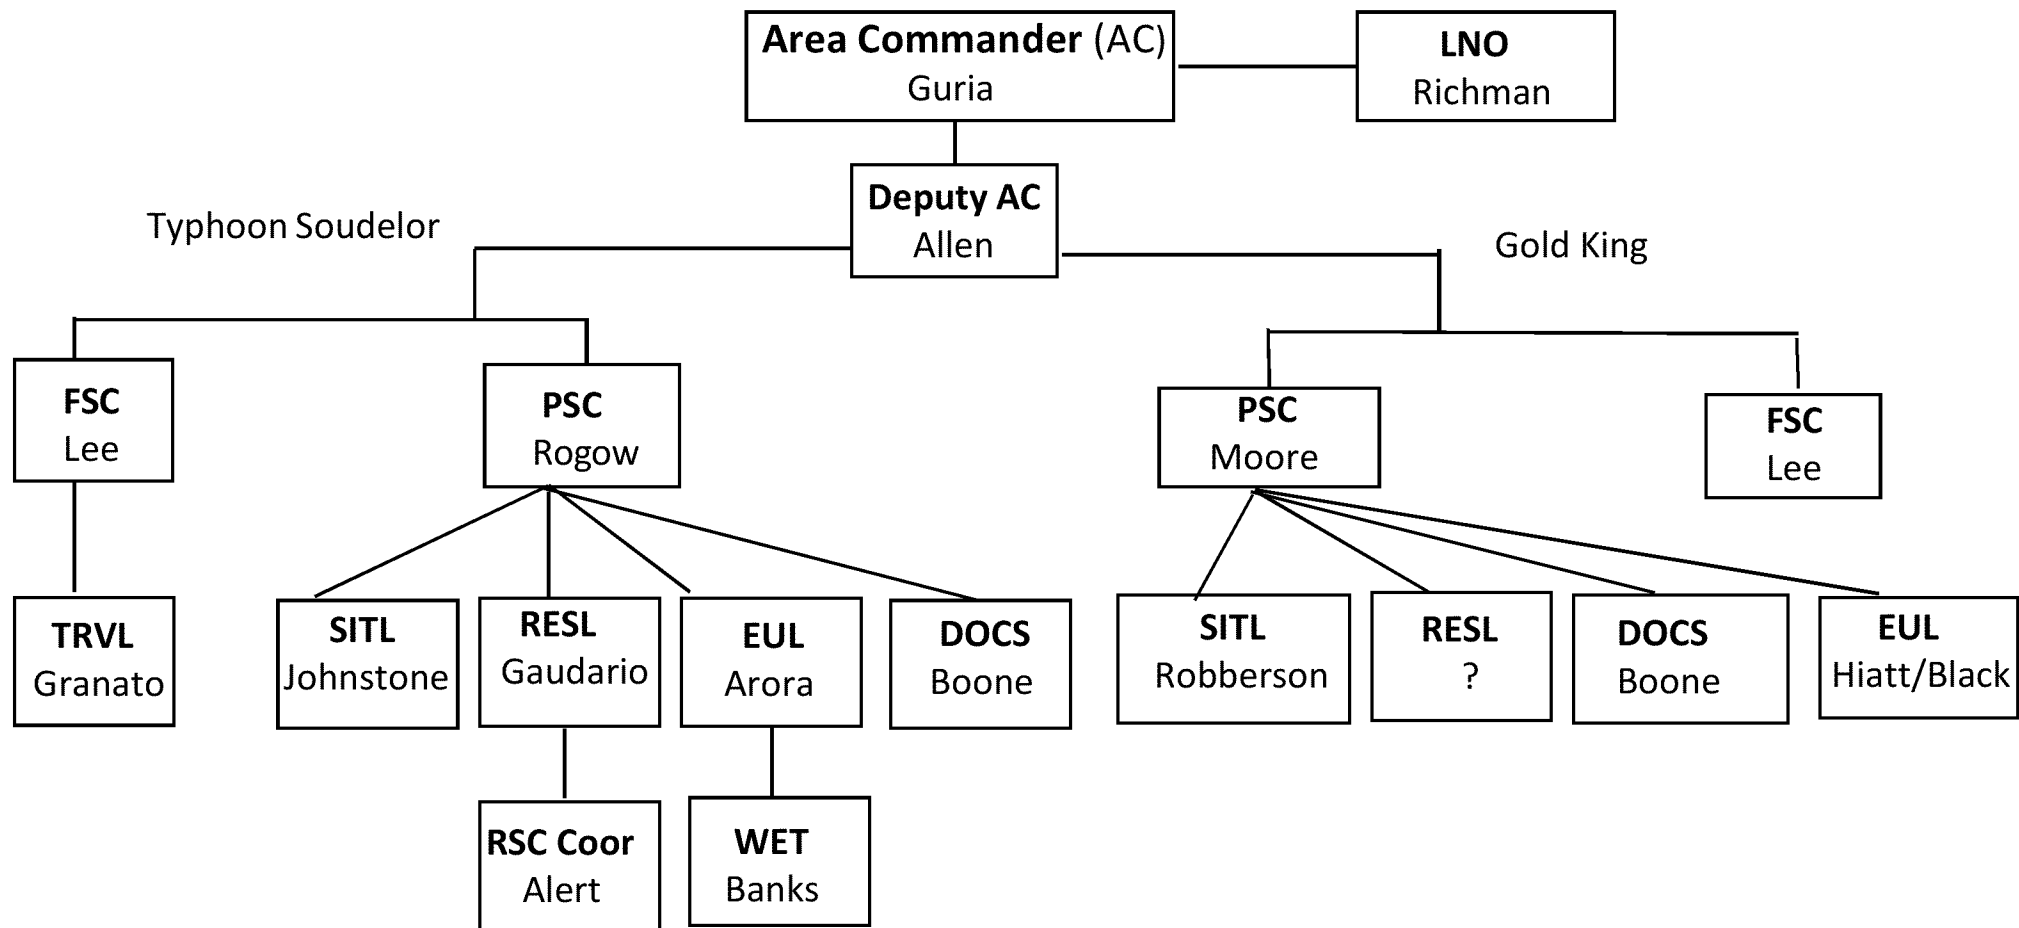 Area Commander (AC)
Guria
LNO
Richman
Deputy AC
Allen
Typhoon Soudelor
Gold King
FSC
Lee
PSC
Rogow
PSC
Moore
FSC
Lee
TRVL
Granato
SITL
Johnstone
RESL
Gaudario
EUL
Arora
DOCS
Boone
SITL
Robberson
RESL
?
DOCS
Boone
EUL
Hiatt/Black
RSC Coor
Alert
WET
Banks